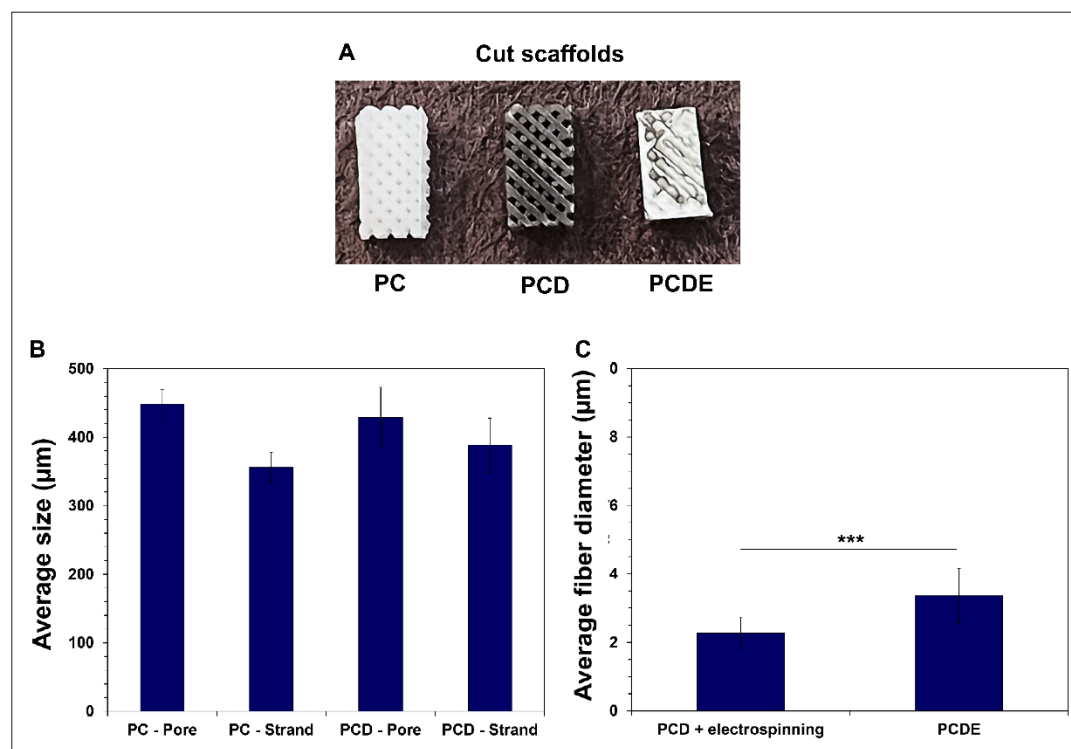 A Cut scaffolds
PC PCD PCDE
B
Average size (µm)
500
400
300
200
100
0
PC - Pore PC - Strand PCD - Pore PCD - Strand
C
Average fiber diameter (µm)
0
8
6
4
2
0
***
PCD + electrospinning PCDE